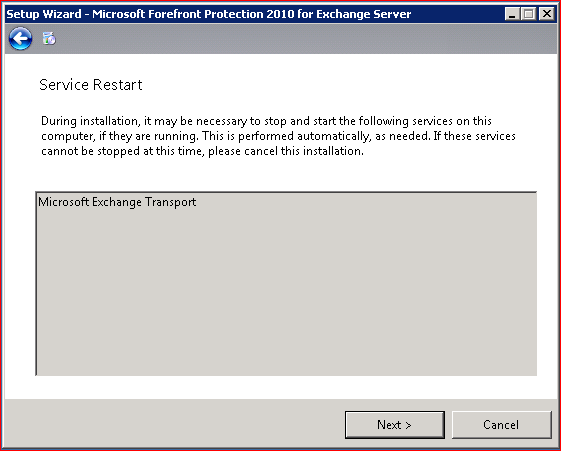 Setup Wizard - Microsoft Forefront Protection 2010 for Exchange Server
Service Restart
During installation, it may be necessary to stop and start the following services on this
computer, if they are running. This is performed automatically, as needed. If these services
cannot be stopped at this time, please cancel this installation.
Microsoft Exchange Transport
Next >
Cancel